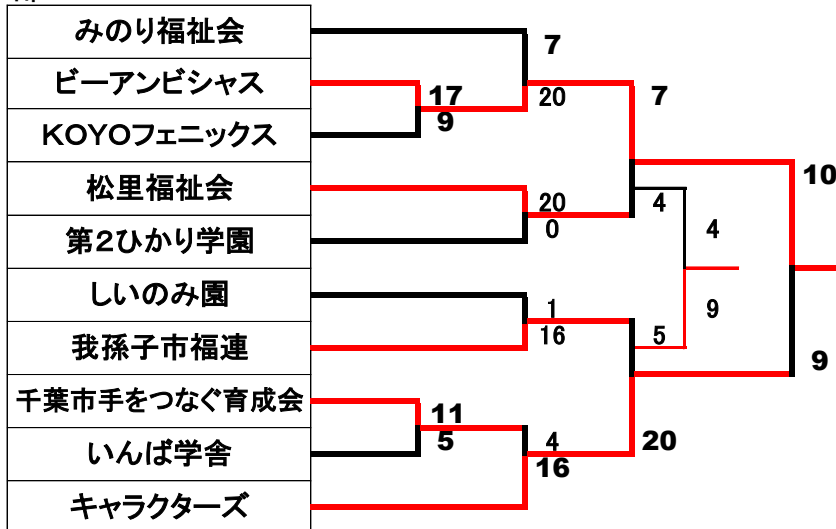 みのり福祉会
7
ビーアンビシャス
17
20
7
KOYOフェニックス
9
10
松里福祉会
20
4
第2ひかり学園
0
4
しいのみ園
1
9
我孫子市福連
16
5
9
千葉市手をつなぐ育成会
11
いんば学舎
5
4
20
16
キャラクターズ